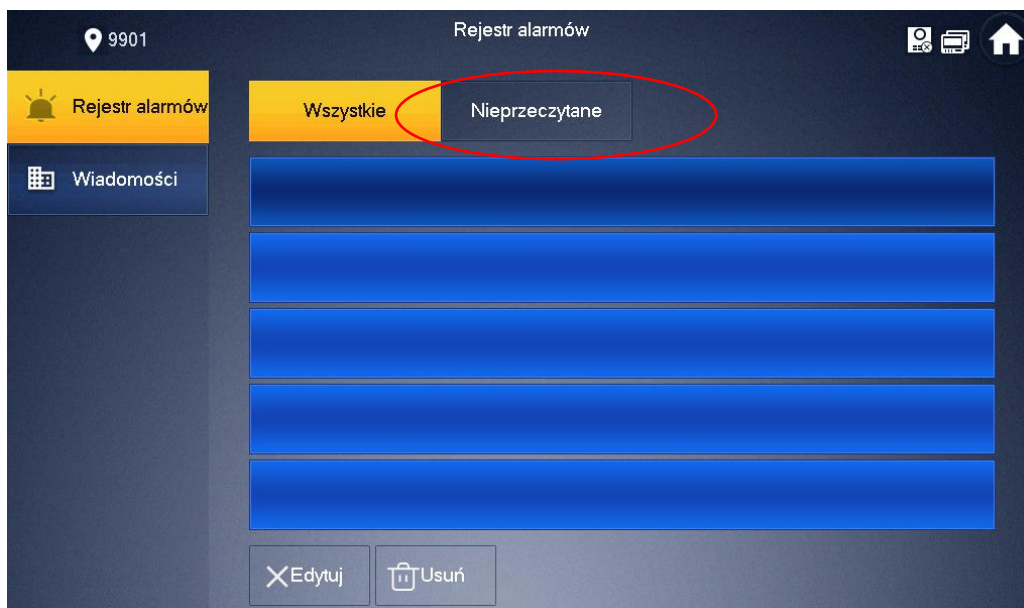 9901
Rejestr alarmów
Rejestr alarmów
Wiadomości
Wszystkie
Nieprzeczytane
Edytuj
Usuń